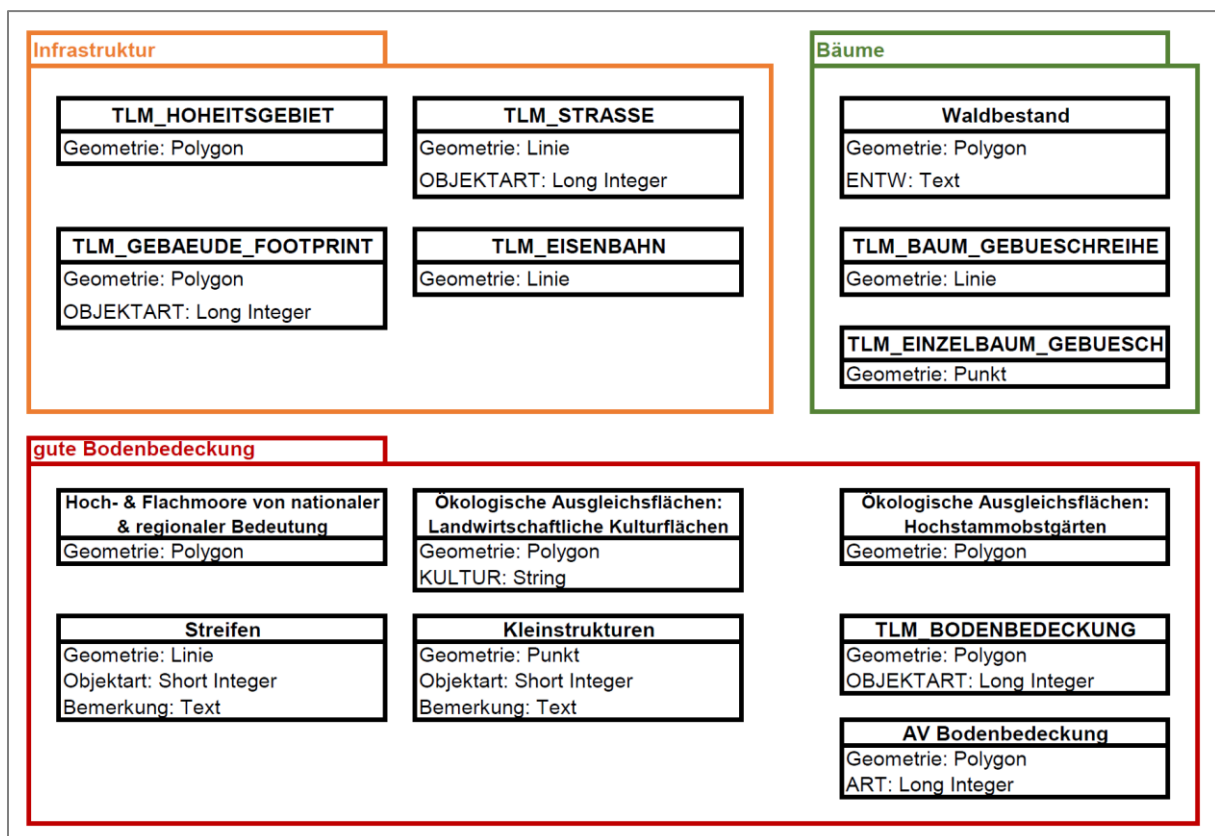 Infrastruktur
TLM_HOHEITSGEBIET
Geometrie: Polygon
TLM_STRASSE
Geometrie: Linie
OBJEKTART: Long Integer
TLM_GEBAEUDE_FOOTPRINT
Geometrie: Polygon
OBJEKTART: Long Integer
TLM_EISENBAHN
Geometrie: Linie
Bäume
Waldbestand
Geometrie: Polygon
ENTW: Text
TLM_BAUM_GEBUESCHREIHE
Geometrie: Linie
TLM_EINZELBAUM_GEBUESCH
Geometrie: Punkt
gute Bodenbedeckung
Hoch- & Flachmoore von nationaler
& regionaler Bedeutung
Geometrie: Polygon
Ökologische Ausgleichsflächen:
Landwirtschaftliche Kulturflächen
Geometrie: Polygon
KULTUR: String
Ökologische Ausgleichsflächen:
Hochstammobstgärten
Geometrie: Polygon
Streifen
Geometrie: Linie
Objektart: Short Integer
Bemerkung: Text
Kleinstrukturen
Geometrie: Punkt
Objektart: Short Integer
Bemerkung: Text
TLM_BODENBEDECKUNG
Geometrie: Polygon
OBJEKTART: Long Integer
AV Bodenbedeckung
Geometrie: Polygon
ART: Long Integer